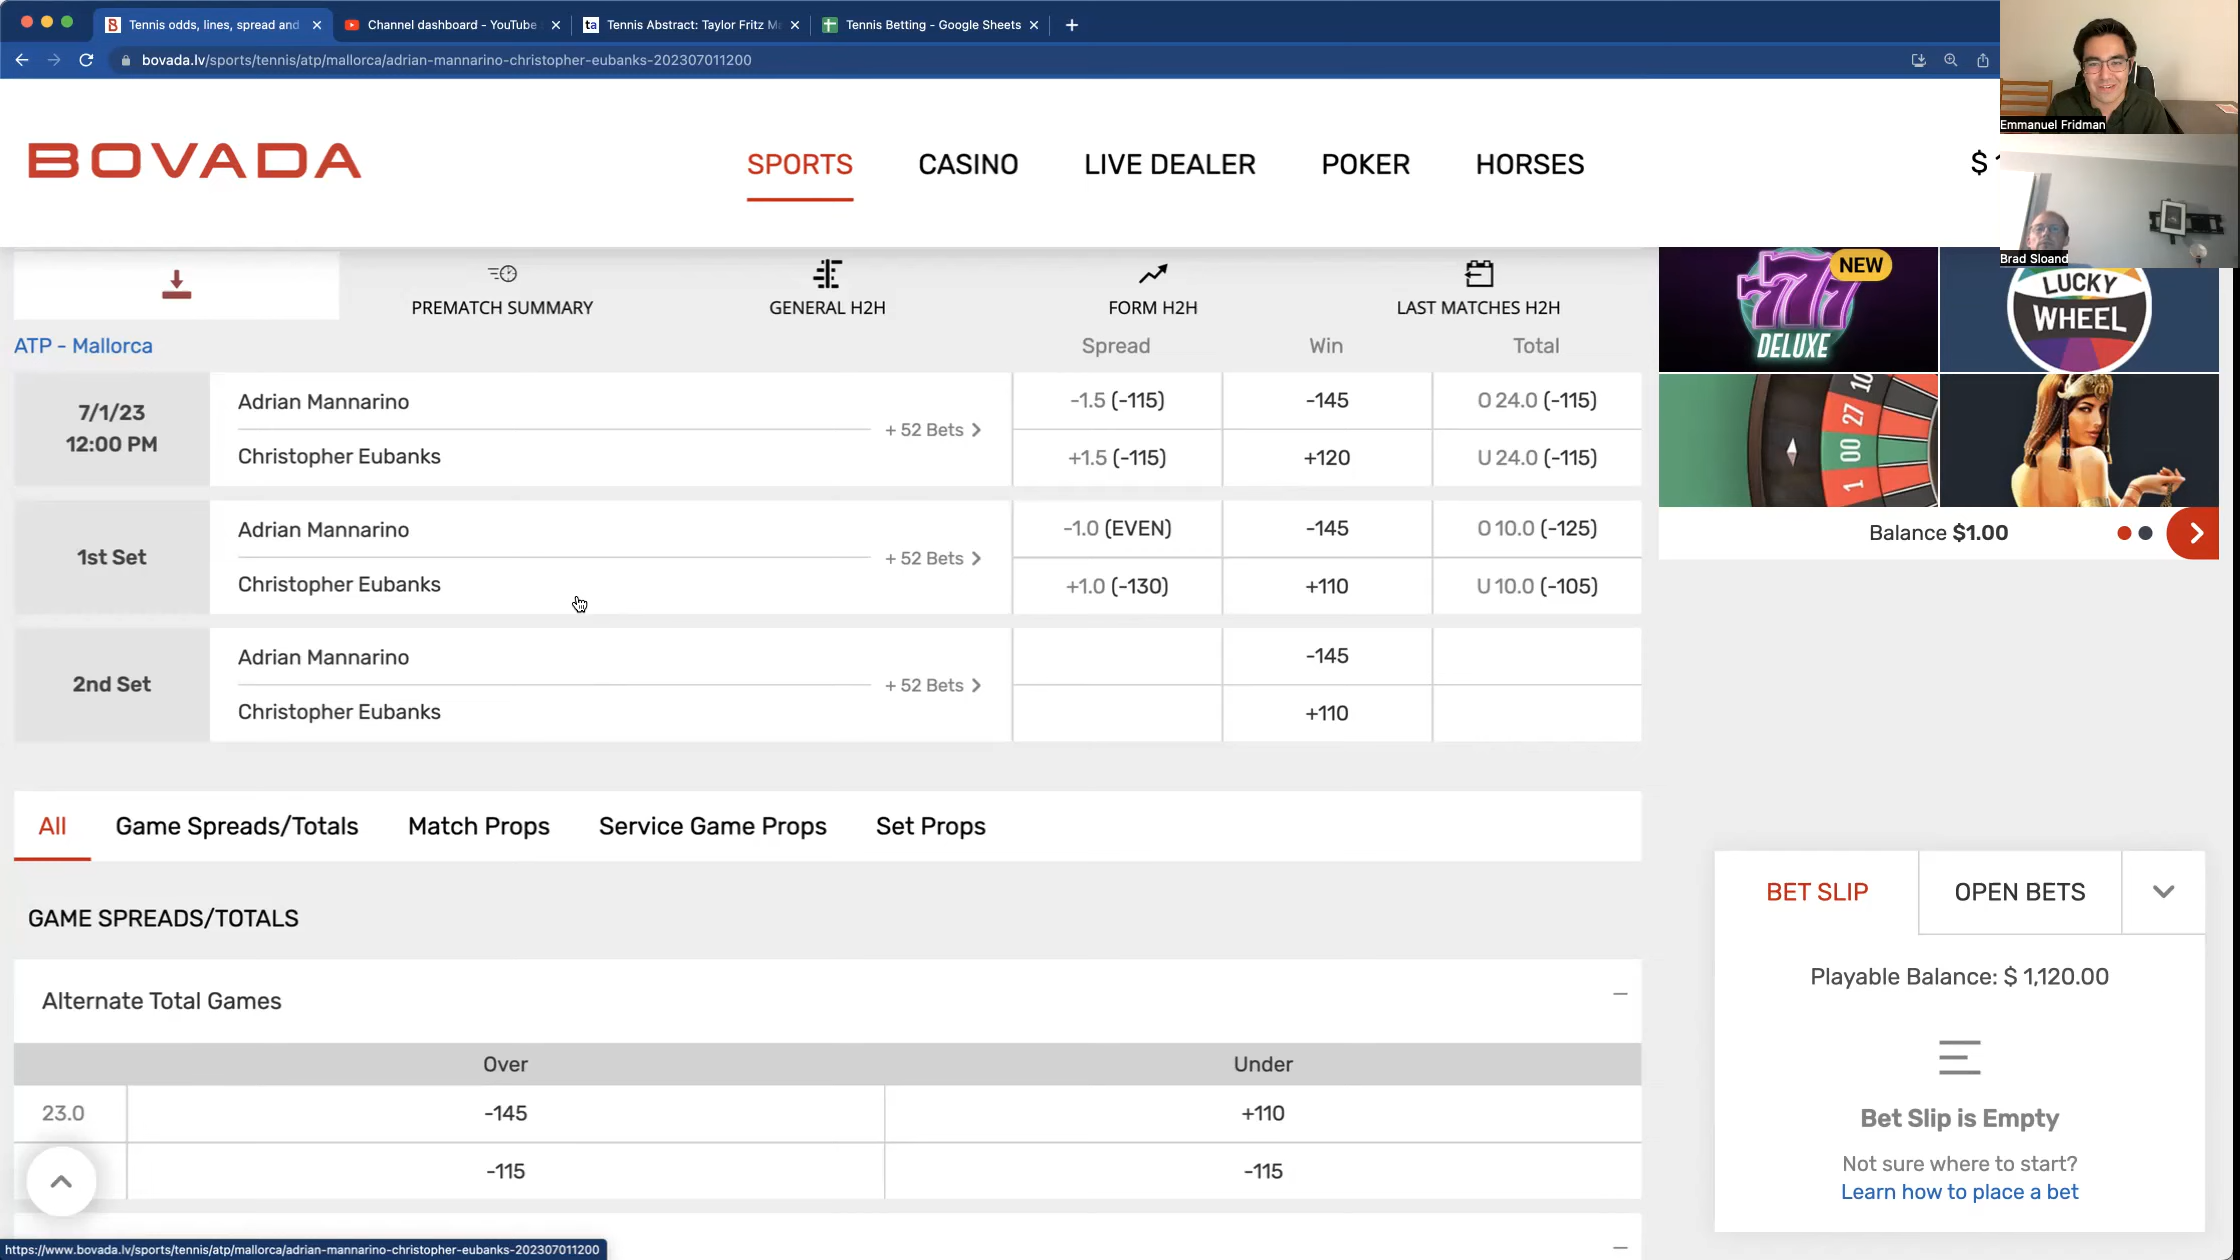 Tennis odds, lines, spread and
Channel dashboard - YouTube
ta Tennis Abstract: Taylor Fritz M
Tennis Betting - Google Sheets
bovada.lv/sports/tennis/atp/mallorca/adrian-mannarino-christopher-eubanks-202307011200
Emmanuel Fridman
Brad Sloand
BOVADA
SPORTS CASINO LIVE DEALER POKER HORSES
$ 1
PREMATCH SUMMARY GENERAL H2H FORM H2H LAST MATCHES H2H
ATP - Mallorca Spread Win Total
7/1/23
12:00 PM
Adrian Mannarino -1.5 (-115) -145 O 24.0 (-115)
+ 52 Bets
Christopher Eubanks +1.5 (-115) +120 U 24.0 (-115)
1st Set
Adrian Mannarino -1.0 (EVEN) -145 O 10.0 (-125)
+ 52 Bets
Christopher Eubanks +1.0 (-130) +110 U 10.0 (-105)
2nd Set
Adrian Mannarino -145
+ 52 Bets
Christopher Eubanks +110
777
NEW
DELUXE
LUCKY
WHEEL
10
27
00
1
Balance $1.00
All Game Spreads/Totals Match Props Service Game Props Set Props
GAME SPREADS/TOTALS
Alternate Total Games
Over Under
23.0 -145 +110
-115 -115
BET SLIP OPEN BETS
Playable Balance: $ 1,120.00
Bet Slip is Empty
Not sure where to start?
Learn how to place a bet
https://www.bovada.lv/sports/tennis/atp/mallorca/adrian-mannarino-christopher-eubanks-202307011200